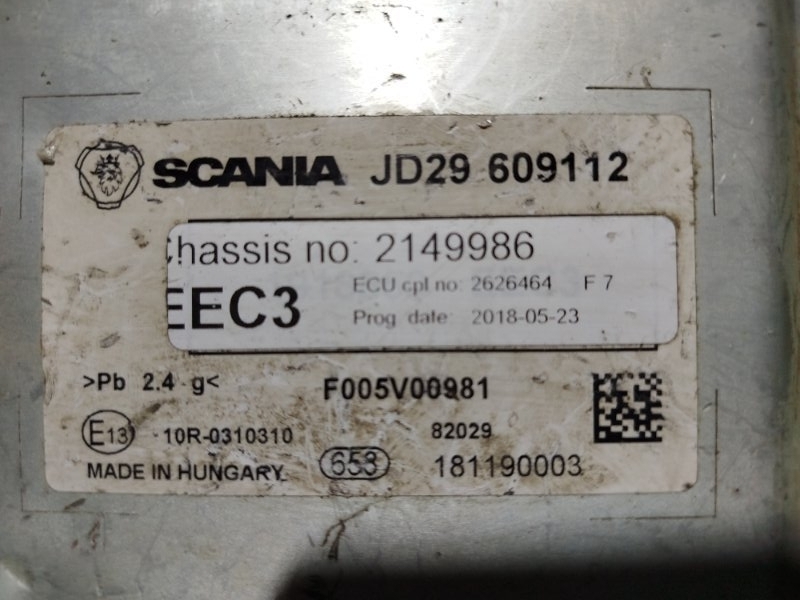 SCANIA JD29 609112
Chassis no: 2149986
EEC3 ECU cpl no: 2626464 F 7
Prog date: 2018-05-23
>Pb 2.4 g< F005V00981
E13 10R-0310310 82029
MADE IN HUNGARY 653 181190003